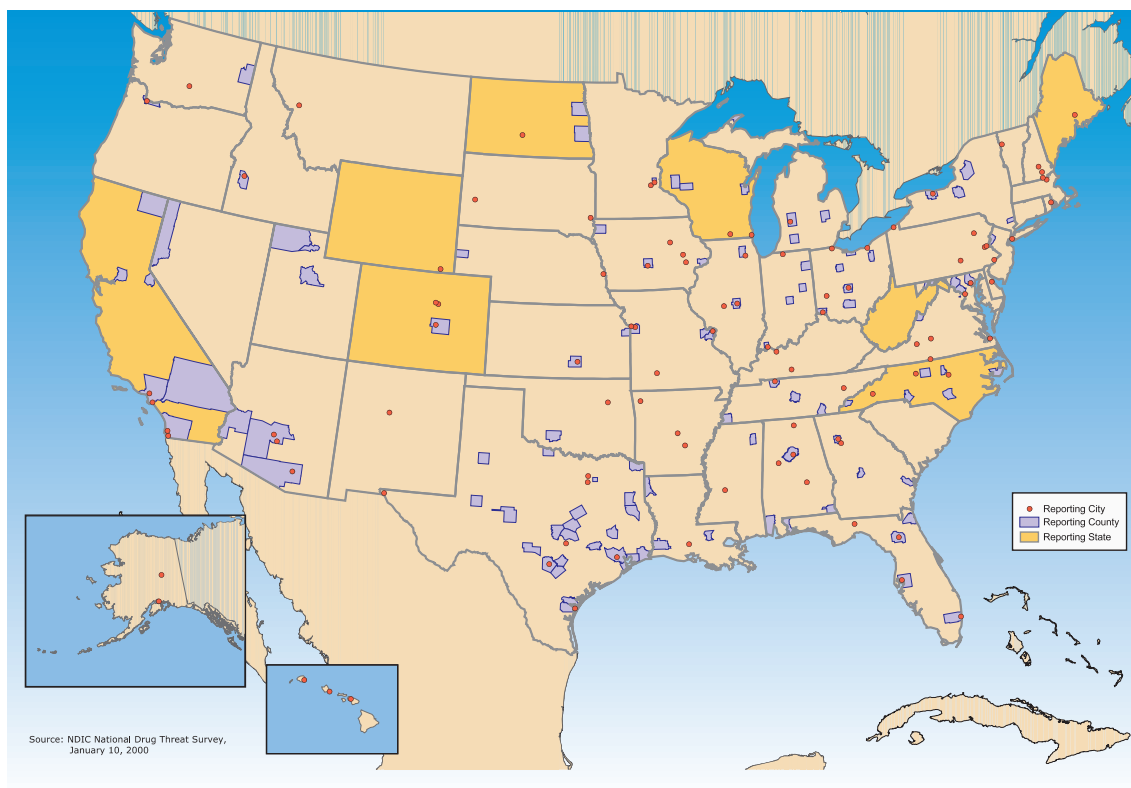 Reporting City
Reporting County
Reporting State
Source: NDIC National Drug Threat Survey,
January 10, 2000